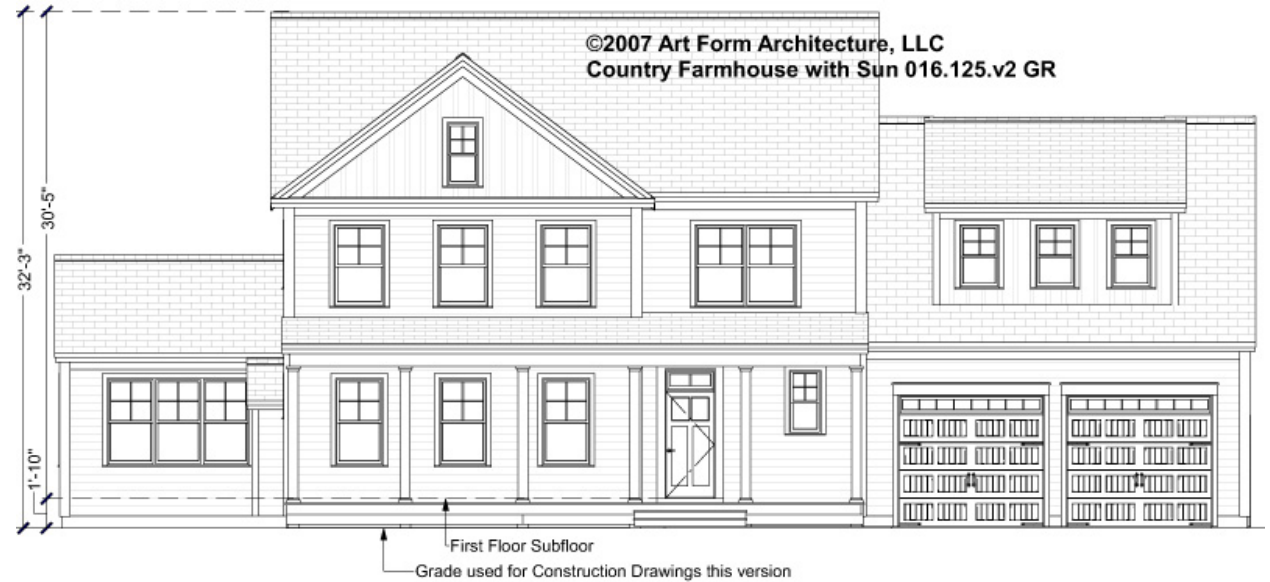 ©2007 Art Form Architecture, LLC
Country Farmhouse with Sun 016.125.v2 GR
32'-3"
30'-5"
1'-10"
First Floor Subfloor
Grade used for Construction Drawings this version